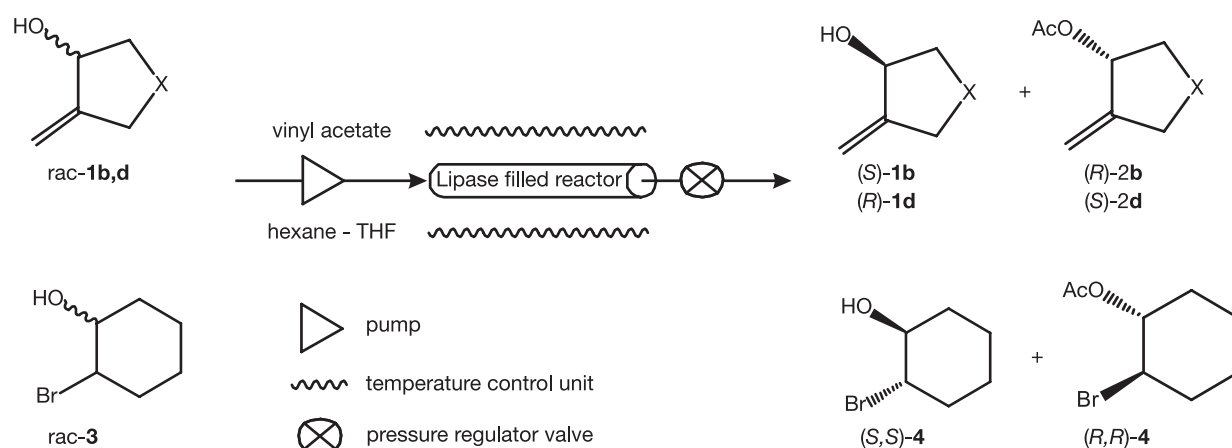 HO
X
rac-1b,d
vinyl acetate
Lipase filled reactor
hexane - THF
HO
X
(S)-1b
(R)-1d
+
AcO
X
(R)-2b
(S)-2d
HO
Br
rac-3
pump
temperature control unit
pressure regulator valve
HO
Br
(S,S)-4
+
AcO
Br
(R,R)-4